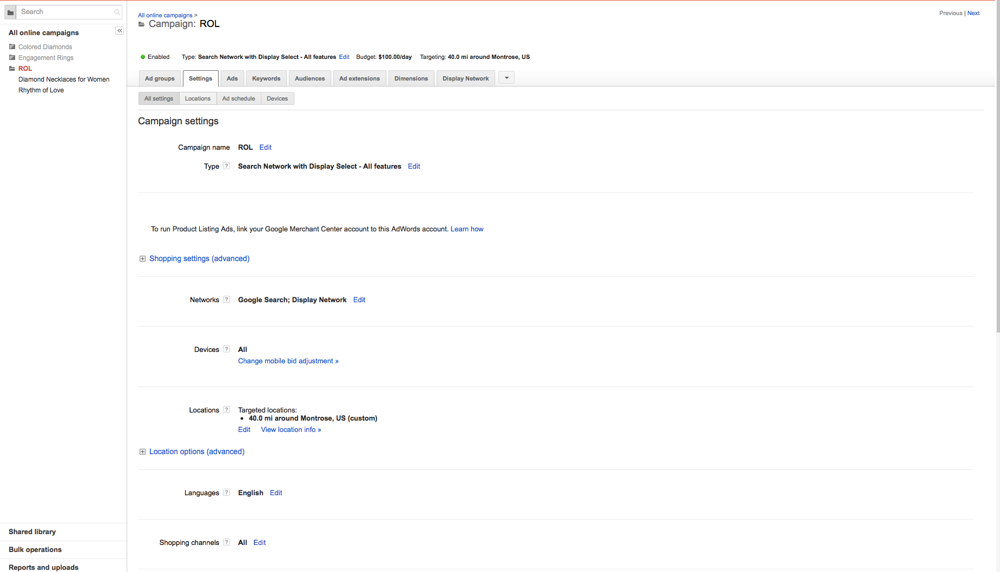 Search
All online campaigns
Colored Diamonds
Engagement Rings
ROL
Diamond Necklaces for Women
Rhythm of Love
Shared library
Bulk operations
Reports and uploads
All online campaigns >
Campaign: ROL
Previous | Next
Enabled Type: Search Network with Display Select - All features Edit Budget: $100.00/day Targeting: 40.0 mi around Montrose, US
Ad groups Settings Ads Keywords Audiences Ad extensions Dimensions Display Network
All settings Locations Ad schedule Devices
Campaign settings
Campaign name ROL Edit
Type ? Search Network with Display Select - All features Edit
To run Product Listing Ads, link your Google Merchant Center account to this AdWords account. Learn how
Shopping settings (advanced)
Networks ? Google Search; Display Network Edit
Devices ? All
Change mobile bid adjustment »
Locations ? Targeted locations:
• 40.0 mi around Montrose, US (custom)
Edit View location info »
Location options (advanced)
Languages ? English Edit
Shopping channels ? All Edit